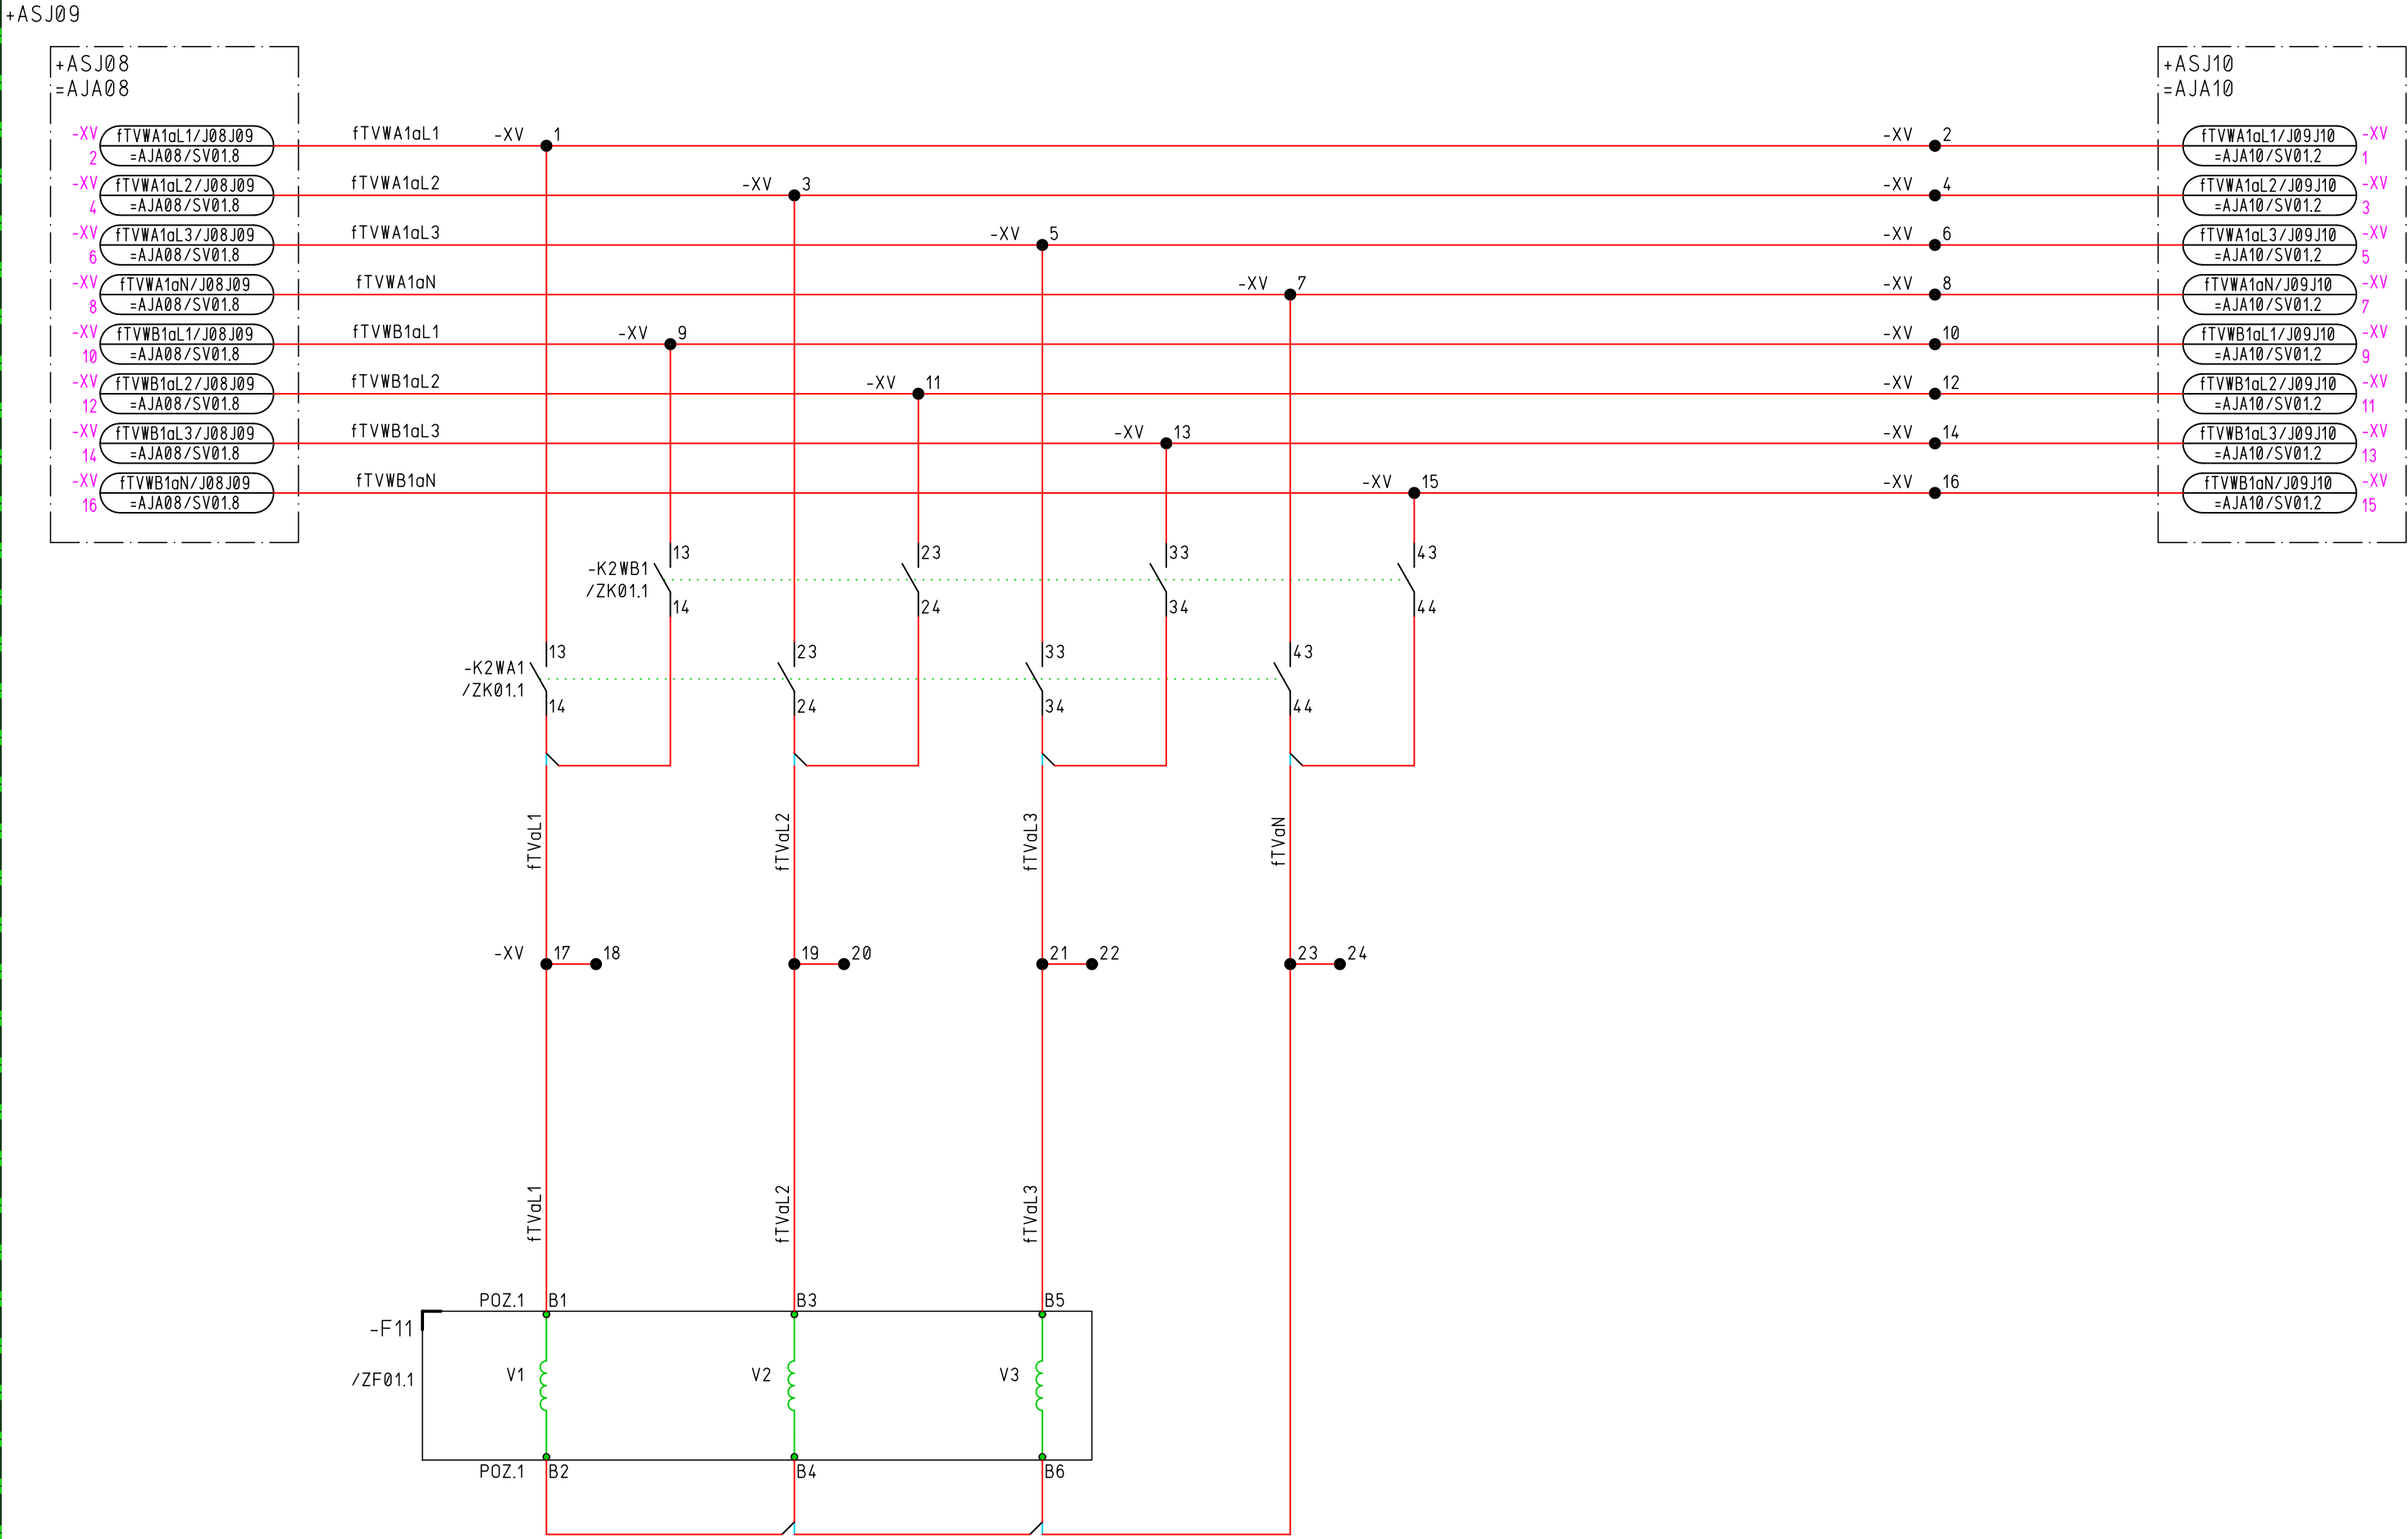 +ASJ09
+ASJ08
=AJA08
+ASJ10
=AJA10
-XV fTVWA1aL1/J08J09 fTVWA1aL1 -XV 1 -XV 2 fTVWA1aL1/J09J10 -XV
2 =AJA08/SV01.8 =AJA10/SV01.2 1
-XV fTVWA1aL2/J08J09 fTVWA1aL2 -XV 3 -XV 4 fTVWA1aL2/J09J10 -XV
4 =AJA08/SV01.8 =AJA10/SV01.2 3
-XV fTVWA1aL3/J08J09 fTVWA1aL3 -XV 5 -XV 6 fTVWA1aL3/J09J10 -XV
6 =AJA08/SV01.8 =AJA10/SV01.2 5
-XV fTVWA1aN/J08J09 fTVWA1aN -XV 7 -XV 8 fTVWA1aN/J09J10 -XV
8 =AJA08/SV01.8 =AJA10/SV01.2 7
-XV fTVWB1aL1/J08J09 fTVWB1aL1 -XV 9 -XV 10 fTVWB1aL1/J09J10 -XV
10 =AJA08/SV01.8 =AJA10/SV01.2 9
-XV fTVWB1aL2/J08J09 fTVWB1aL2 -XV 11 -XV 12 fTVWB1aL2/J09J10 -XV
12 =AJA08/SV01.8 =AJA10/SV01.2 11
-XV fTVWB1aL3/J08J09 fTVWB1aL3 -XV 13 -XV 14 fTVWB1aL3/J09J10 -XV
14 =AJA08/SV01.8 =AJA10/SV01.2 13
-XV fTVWB1aN/J08J09 fTVWB1aN -XV 15 -XV 16 fTVWB1aN/J09J10 -XV
16 =AJA08/SV01.8 =AJA10/SV01.2 15
13 23 33 43
-K2WB1
/ZK01.1
14 24 34 44
13 23 33 43
-K2WA1
/ZK01.1
14 24 34 44
fTVaL1 fTVaL2 fTVaL3 fTVaN
-XV 17 18 19 20 21 22 23 24
fTVaL1 fTVaL2 fTVaL3
POZ.1 B1 B3 B5
-F11
/ZF01.1
V1 V2 V3
POZ.1 B2 B4 B6